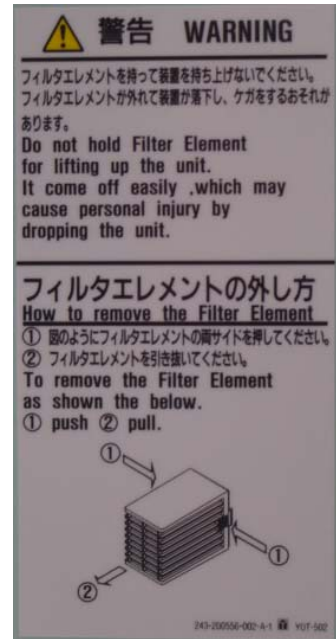 警告 WARNING
フィルタエレメントを持って装置を持ち上げないでください。
フィルタエレメントが外れて装置が落下し、ケガをするおそれが
あります。
Do not hold Filter Element
for lifting up the unit.
It come off easily ,which may
cause personal injury by
dropping the unit.
フィルタエレメントの外し方
How to remove the Filter Element
① 図のようにフィルタエレメントの両サイドを押してください。
② フィルタエレメントを引き抜いてください。
To remove the Filter Element
as shown the below.
① push ② pull.
①
①
②
243-200556-002-A-1 YOT-502